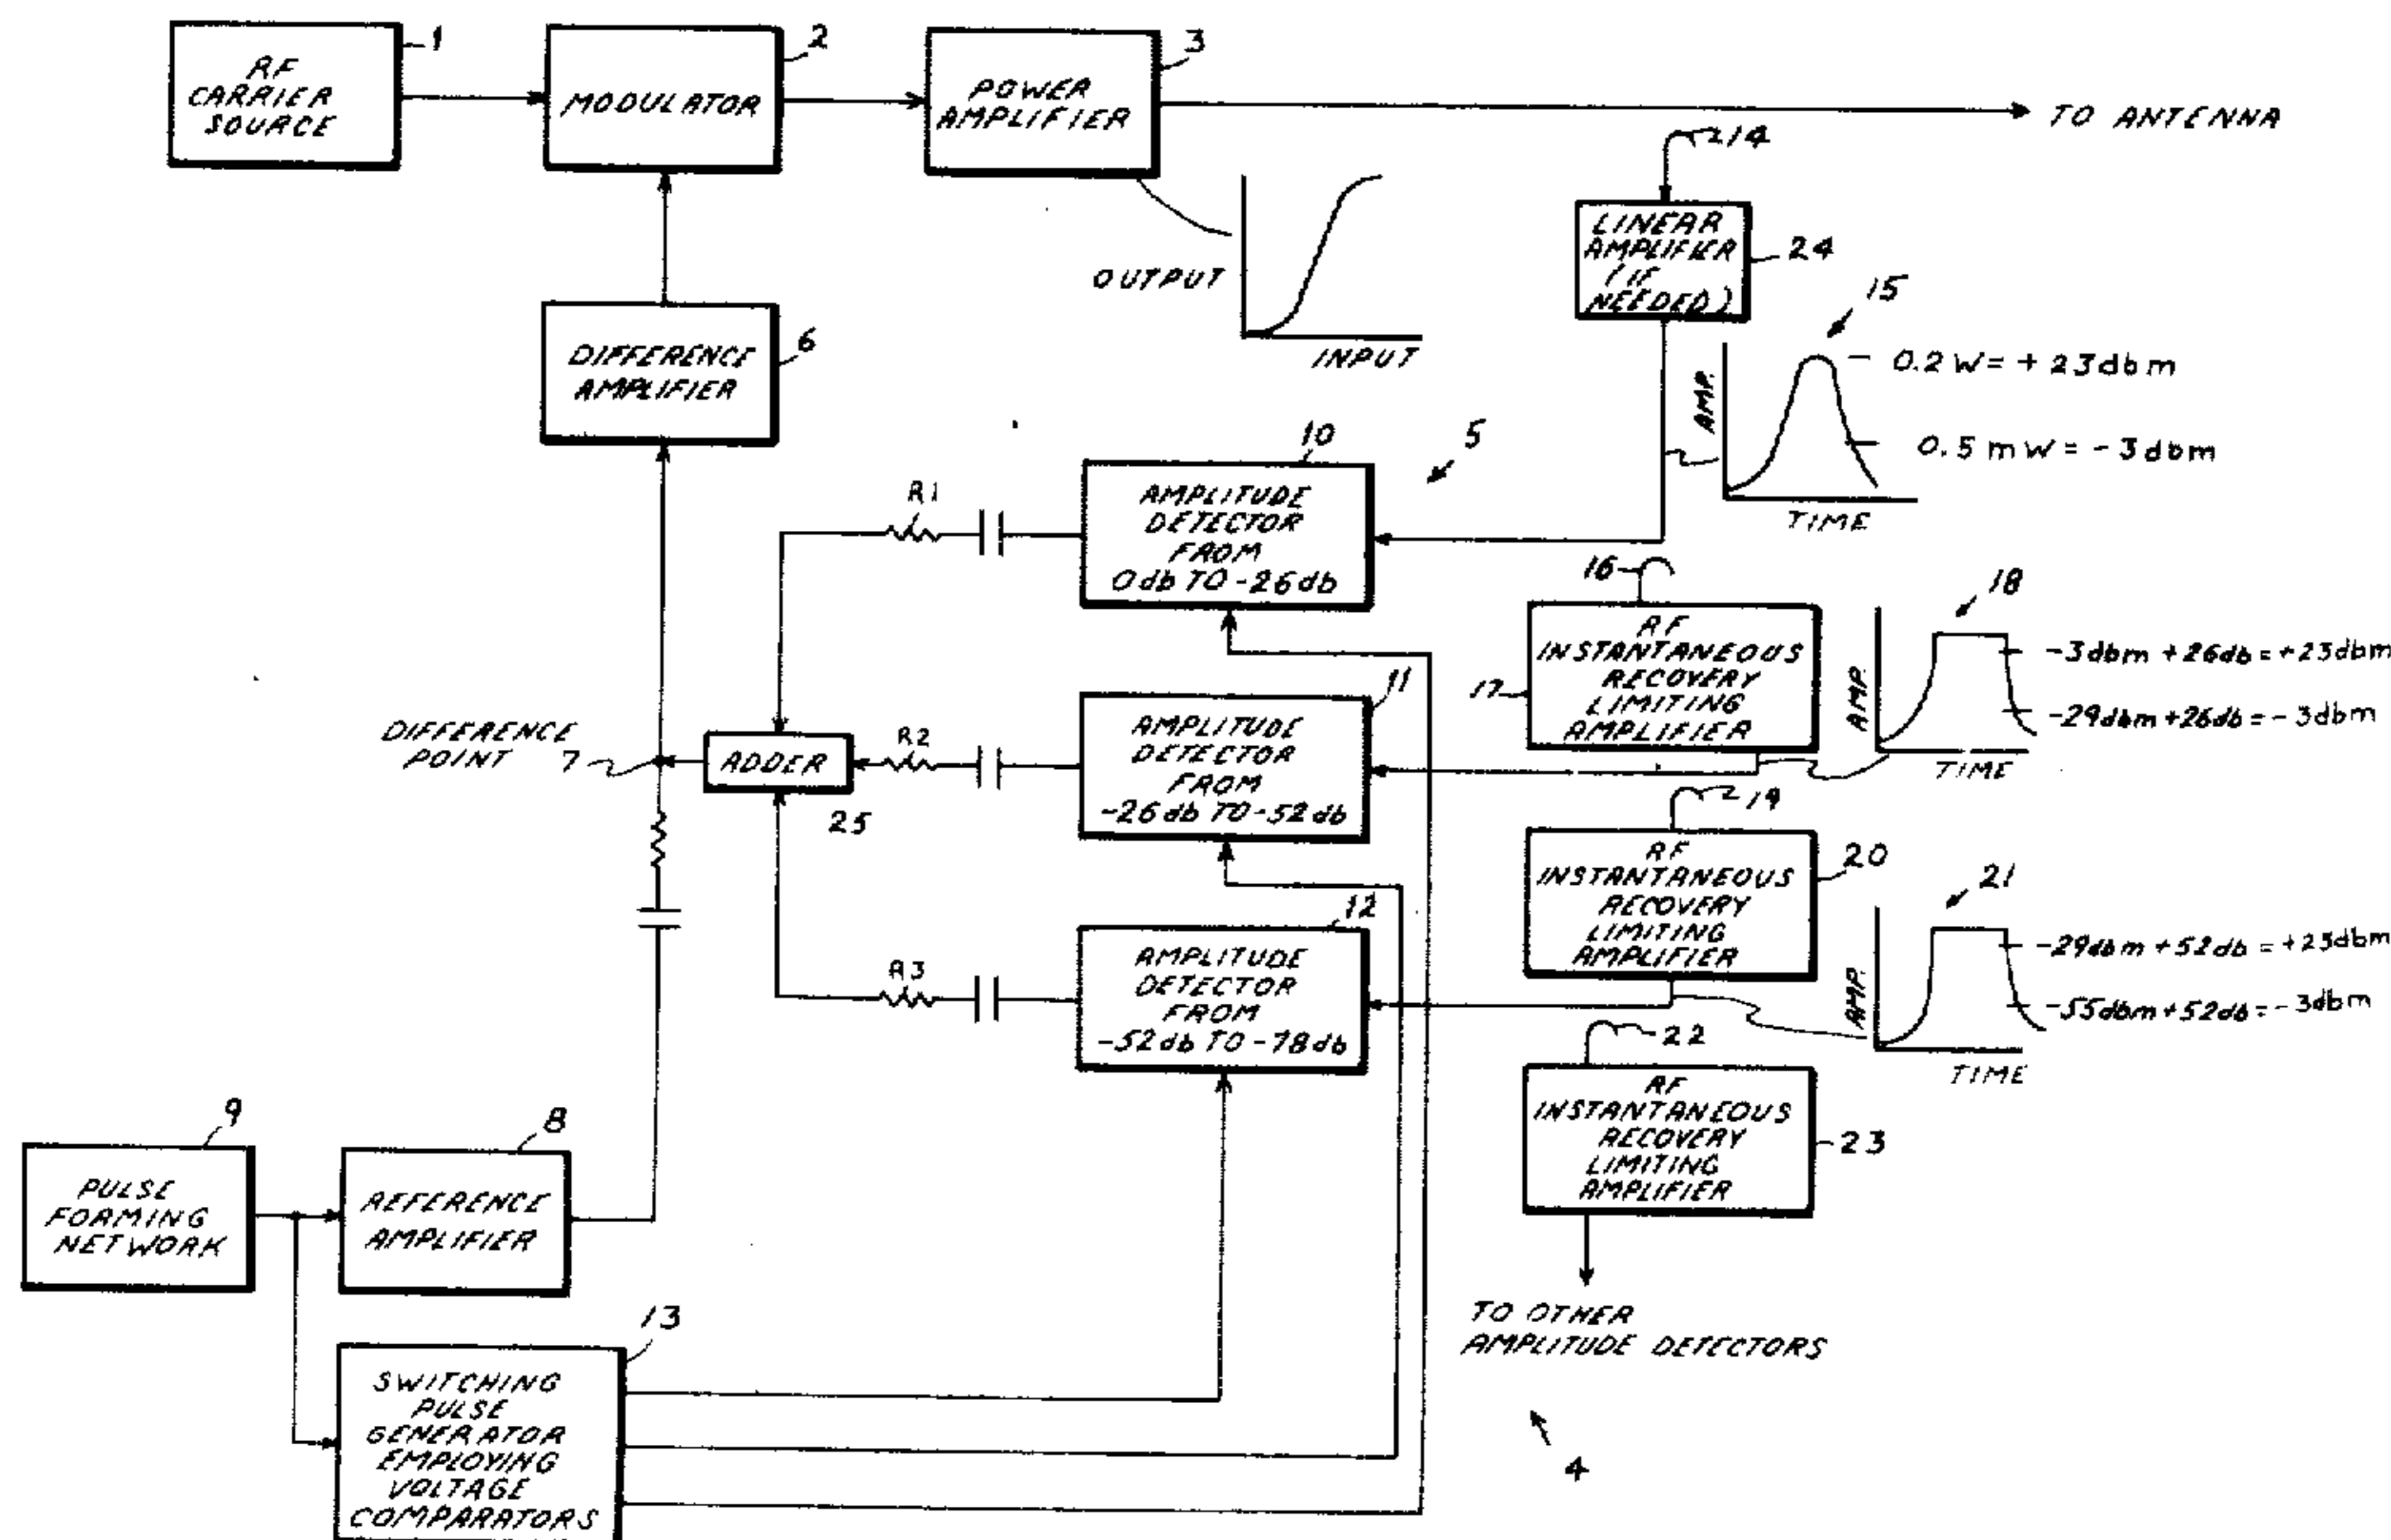 RF
CARRIER
SOURCE
1
MODULATOR
2
POWER
AMPLIFIER
3
TO ANTENNA
14
LINEAR
AMPLIFIER
(IF
NEEDED)
24
OUTPUT
INPUT
15
AMP.
0.2 W = +23dbm
0.5 mW = -3dbm
TIME
DIFFERENCE
AMPLIFIER
6
5
10
AMPLITUDE
DETECTOR
FROM
0db TO -26db
R1
16
RF
INSTANTANEOUS
RECOVERY
LIMITING
AMPLIFIER
17
18
AMP.
-3dbm +26db = +23dbm
-29dbm +26db = -3dbm
TIME
11
AMPLITUDE
DETECTOR
FROM
-26db TO -52db
R2
ADDER
25
DIFFERENCE
POINT 7
19
RF
INSTANTANEOUS
RECOVERY
LIMITING
AMPLIFIER
20
21
AMP.
-29dbm +52db = +23dbm
-55dbm +52db = -3dbm
TIME
12
AMPLITUDE
DETECTOR
FROM
-52db TO -78db
R3
22
RF
INSTANTANEOUS
RECOVERY
LIMITING
AMPLIFIER
23
TO OTHER
AMPLITUDE DETECTORS
4
9
PULSE
FORMING
NETWORK
8
REFERENCE
AMPLIFIER
13
SWITCHING
PULSE
GENERATOR
EMPLOYING
VOLTAGE
COMPARATORS